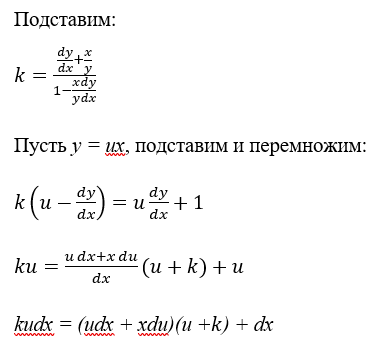 Подставим:
k = (dy/dx + x/y)/(1 − xdy/ydx)
Пусть y = ux, подставим и перемножим:
k(u − dy/dx) = u dy/dx + 1
ku = (u dx + x du)/dx (u + k) + u
kudx = (udx + xdu)(u +k) + dx